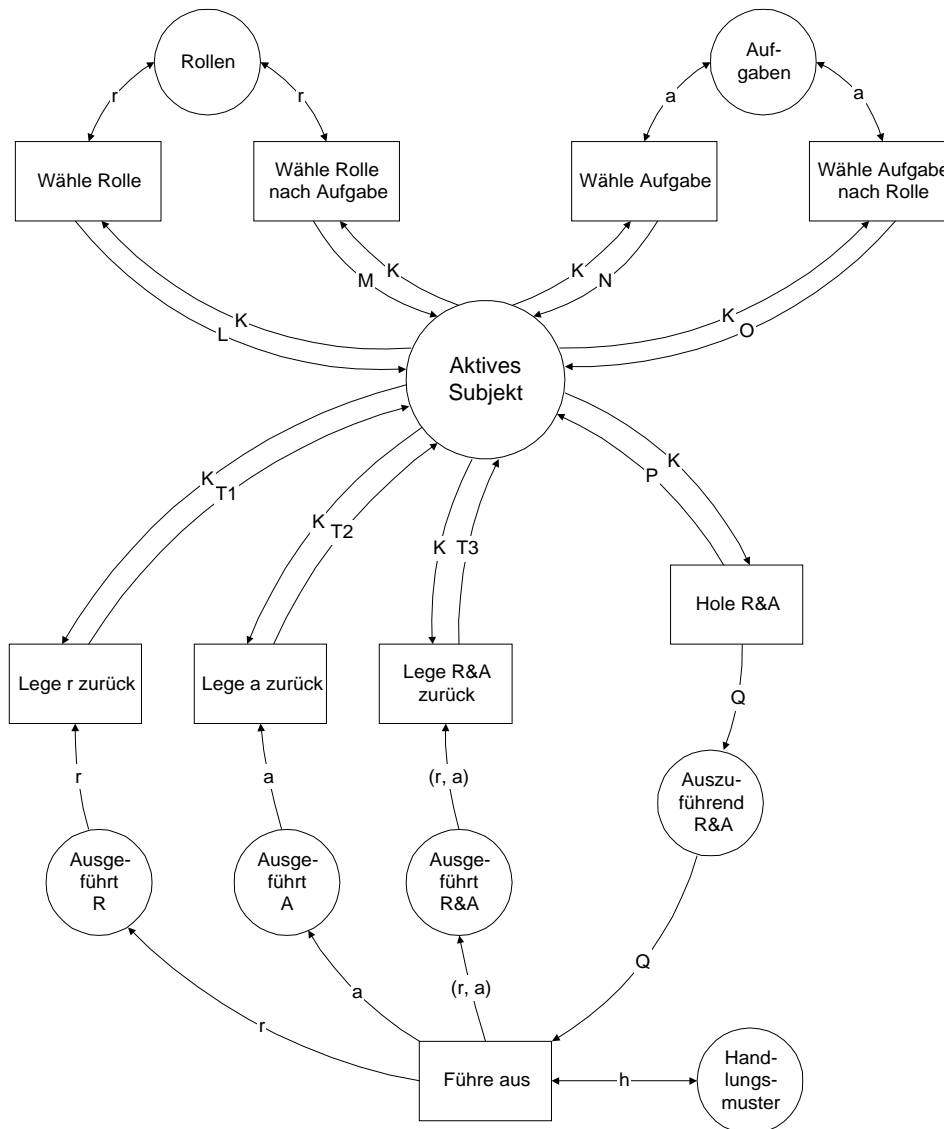 Rollen
Auf-
gaben
r
r
a
a
Wähle Rolle
Wähle Rolle
nach Aufgabe
Wähle Aufgabe
Wähle Aufgabe
nach Rolle
K
M
K
N
K
L
K
O
Aktives
Subjekt
K
T1
K
T2
K
T3
P
K
Hole R&A
Lege r zurück
Lege a zurück
Lege R&A
zurück
Q
r
a
(r, a)
Auszu-
führend
R&A
Ausge-
führt
R
Ausge-
führt
A
Ausge-
führt
R&A
Q
r
a
(r, a)
Führe aus
h
Hand-
lungs-
muster